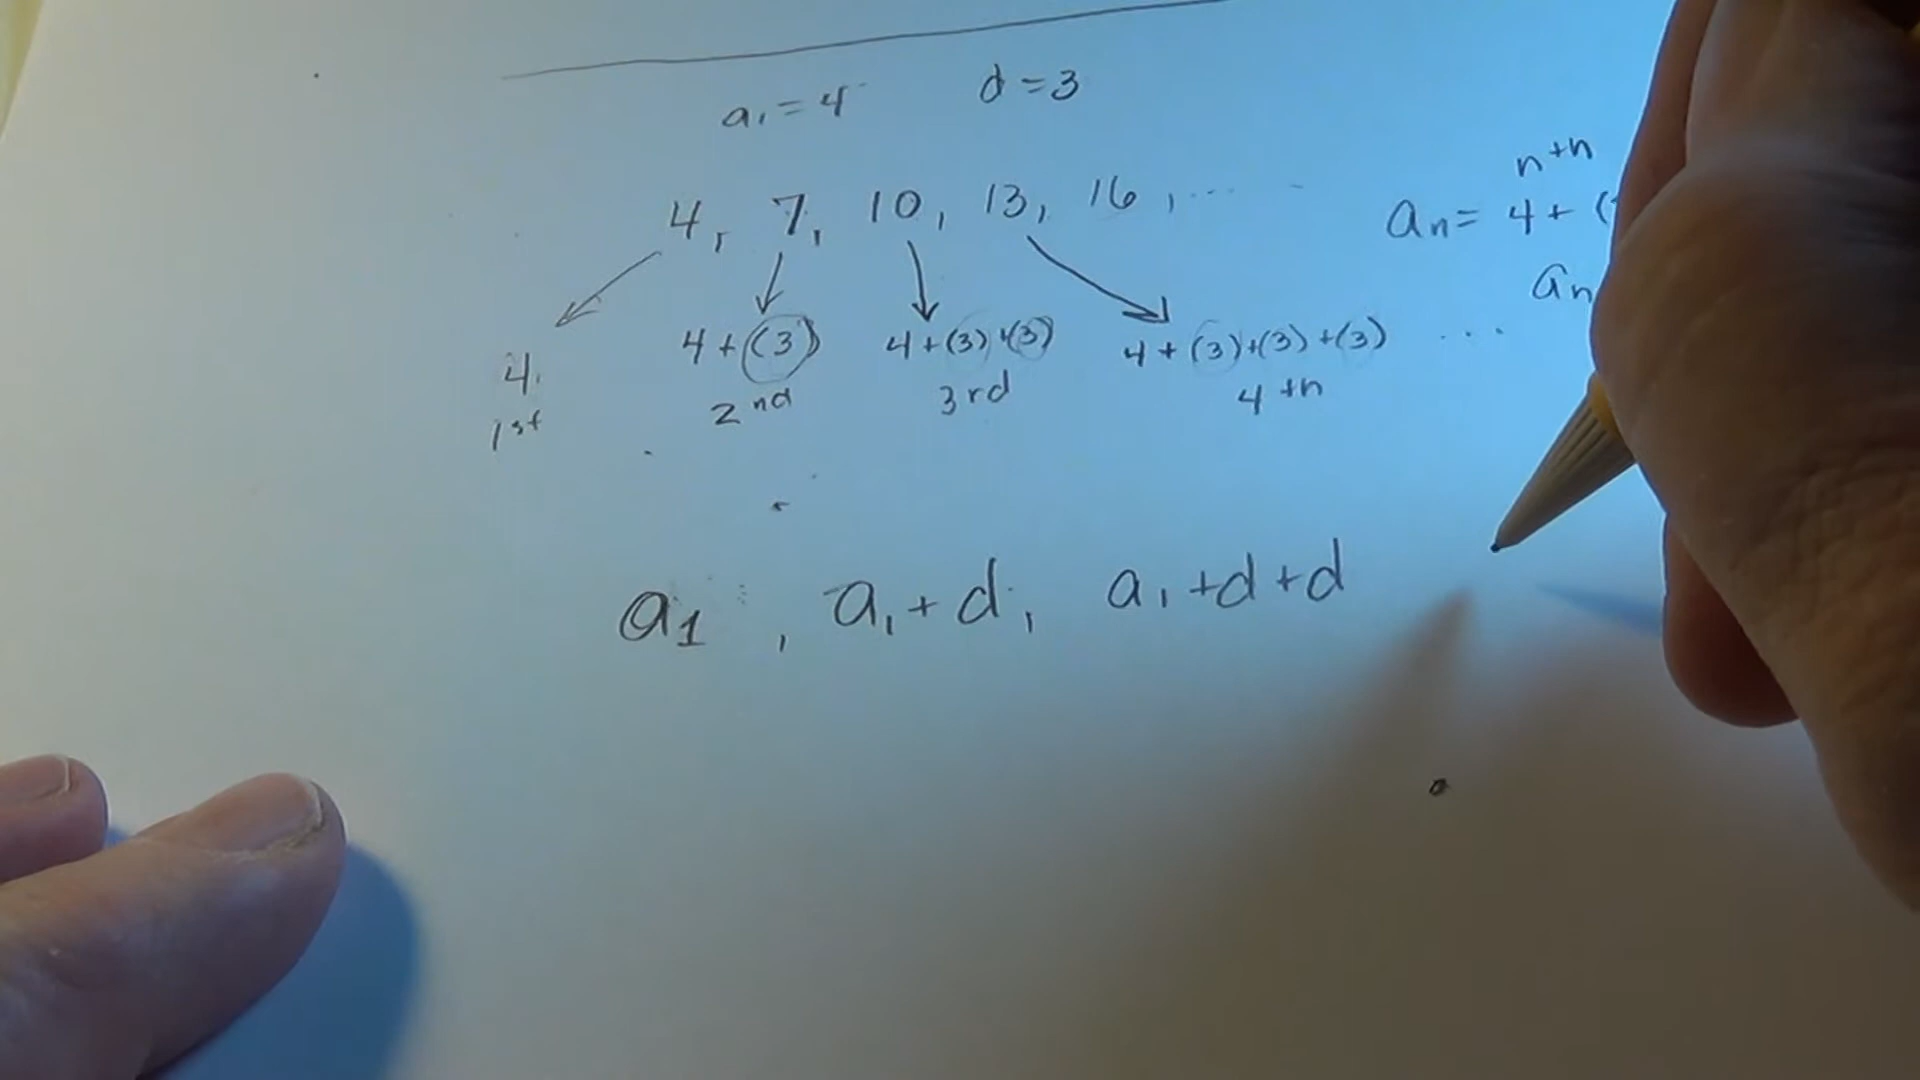 a₁ = 4 d = 3
4, 7, 10, 13, 16, ...
nth
aₙ = 4 + (
aₙ
4 4 + (3) 4 + (3) + (3) 4 + (3) + (3) + (3) ...
1st 2nd 3rd 4th
a₁ , a₁ + d, a₁ + d + d